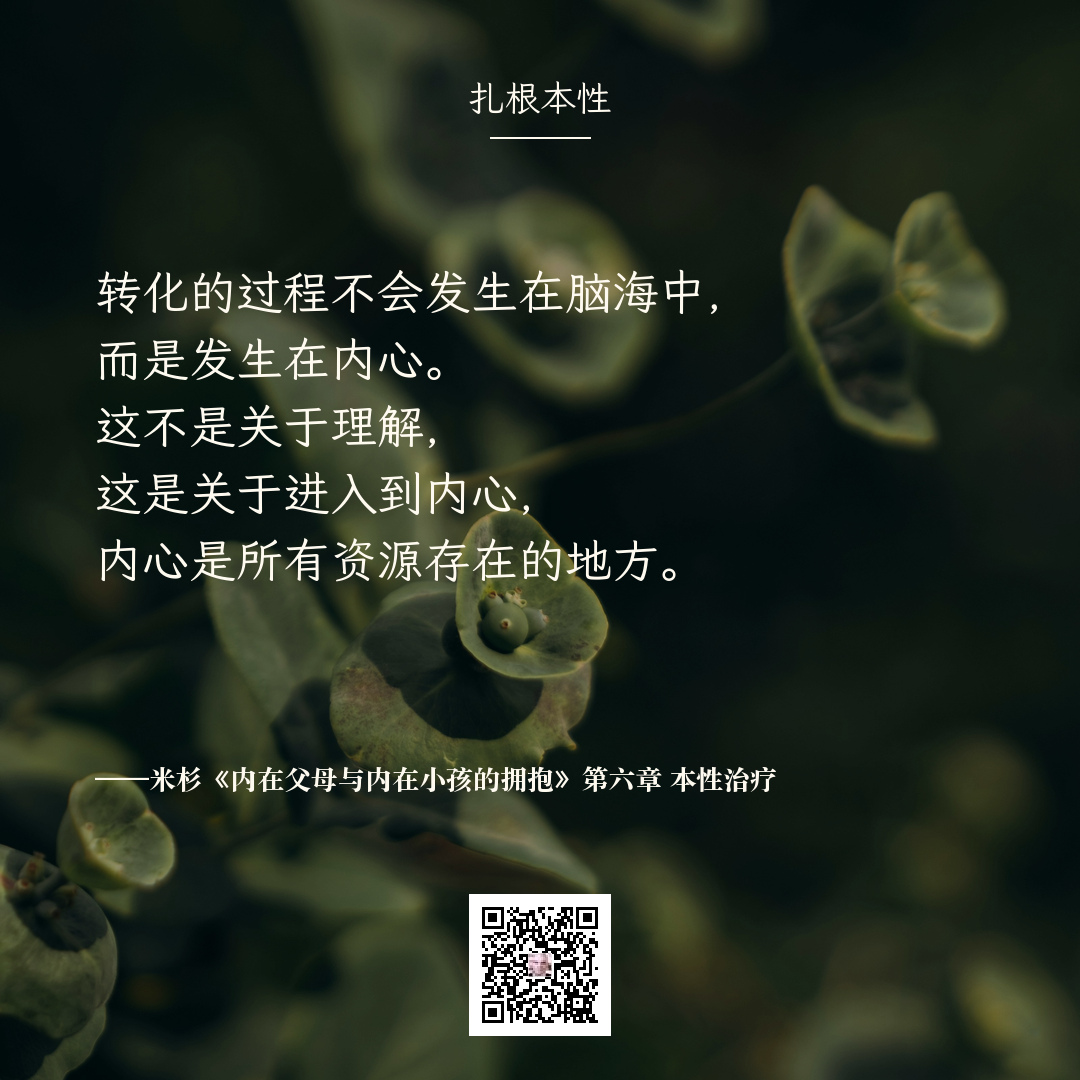 扎根本性
转化的过程不会发生在脑海中，
而是发生在内心。
这不是关于理解，
这是关于进入到内心，
内心是所有资源存在的地方。
——米杉《内在父母与内在小孩的拥抱》第六章 本性治疗